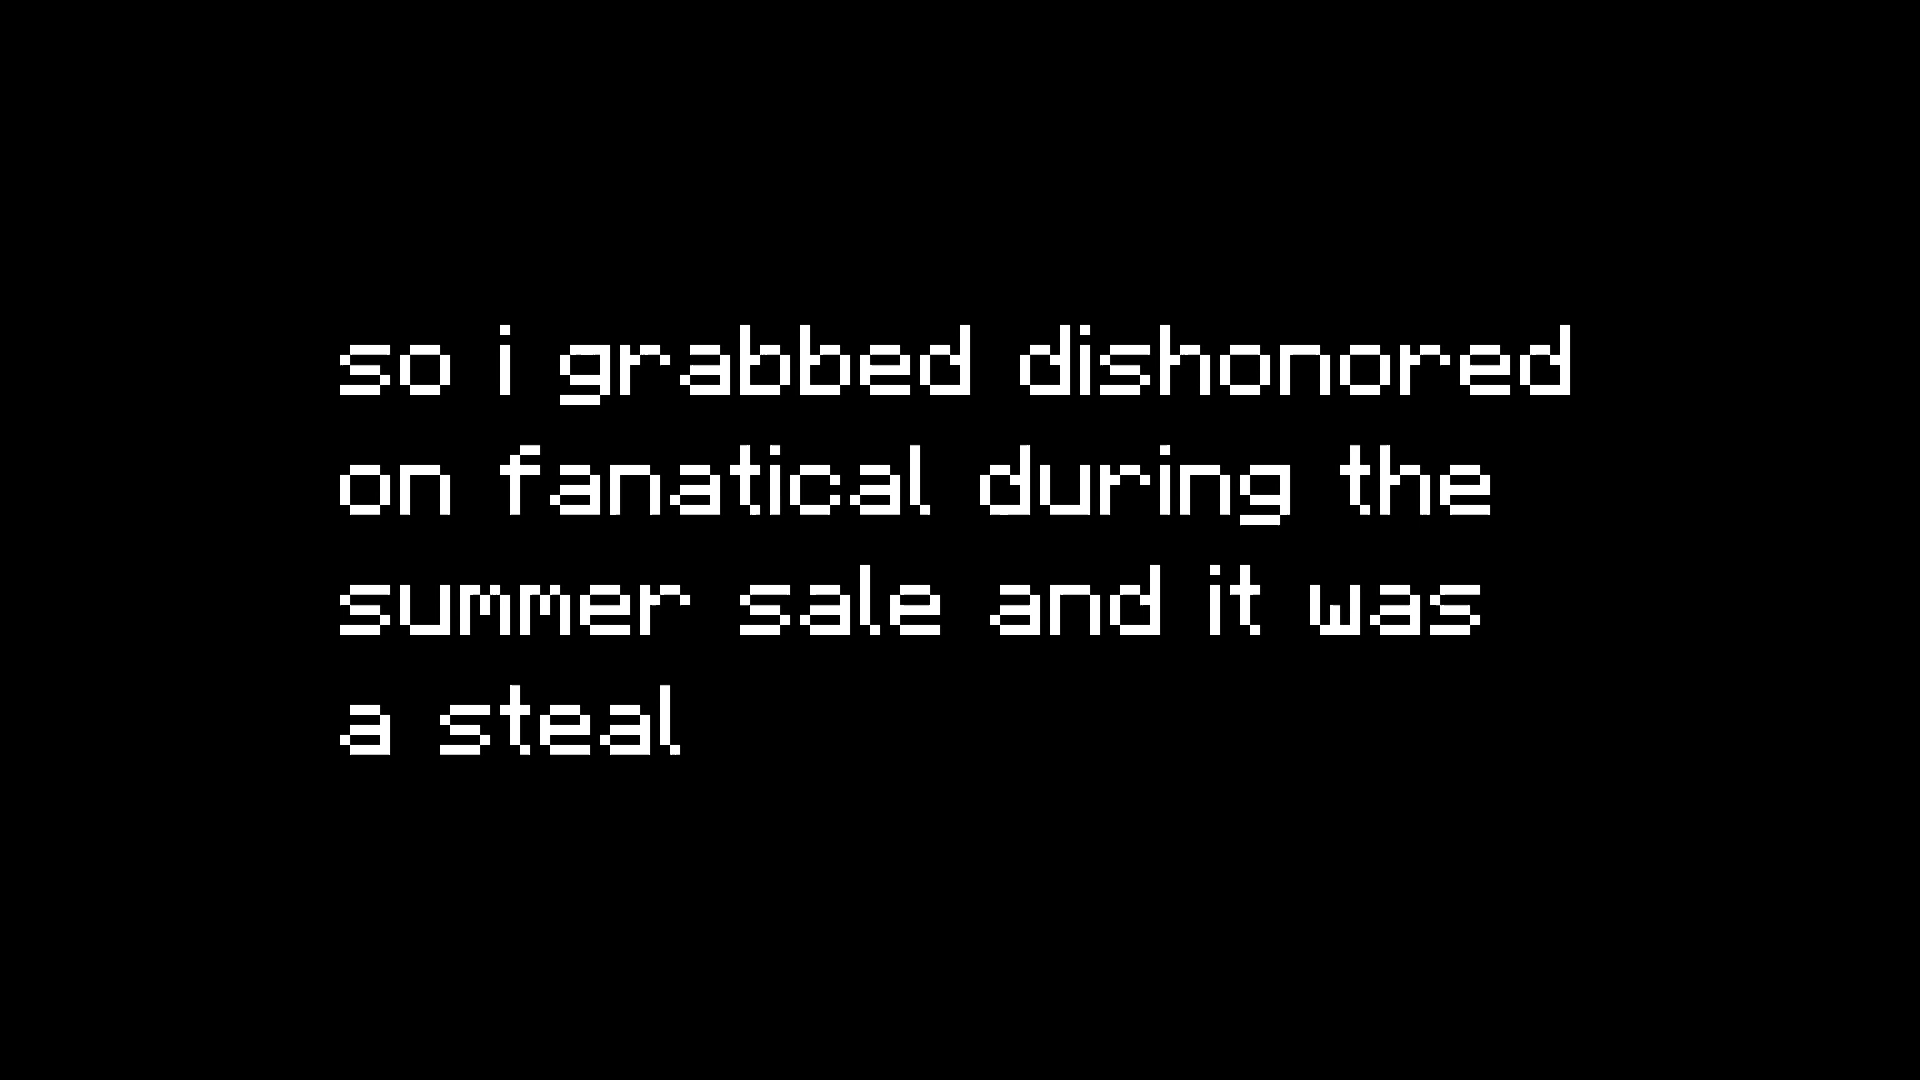 so i grabbed dishonored
on fanatical during the
summer sale and it was
a steal